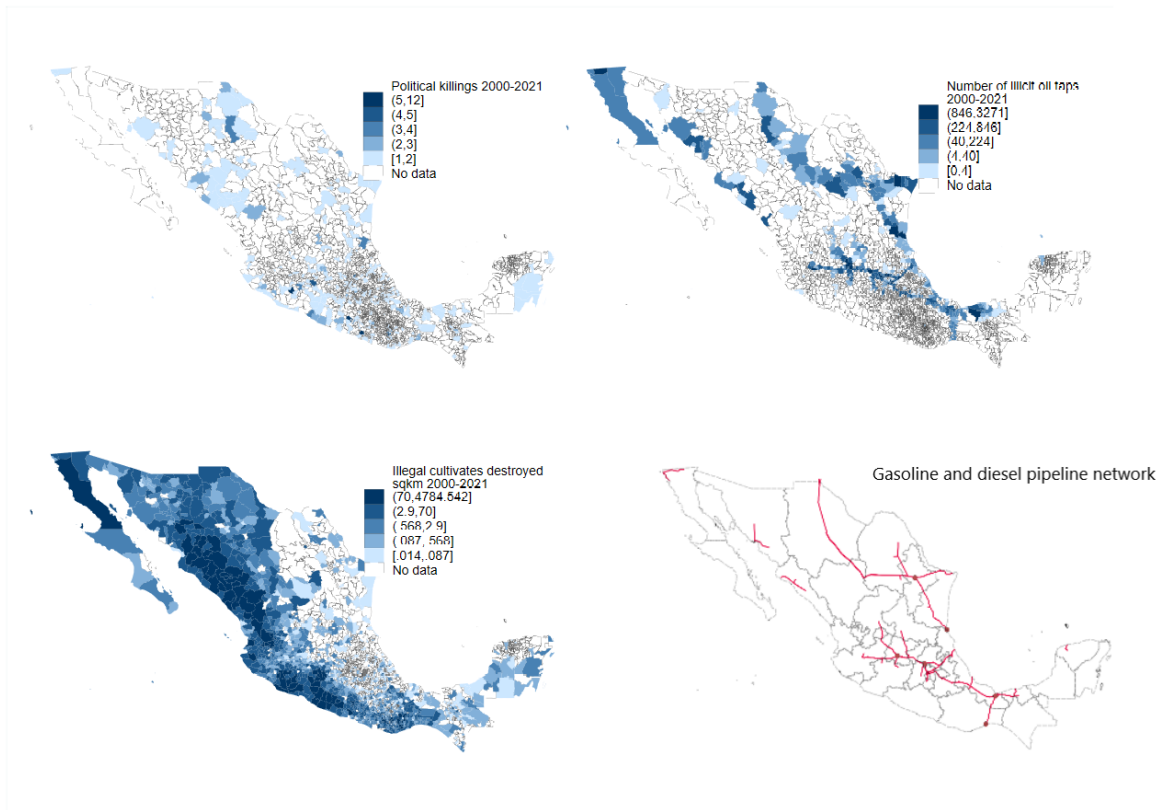 Political killings 2000-2021
(5,12]
(4,5]
(3,4]
(2,3]
[1,2]
No data
Number of illicit oil taps
2000-2021
(846,3271]
(224,846]
(40,224]
(4,40]
[0,4]
No data
Illegal cultivates destroyed
sqkm 2000-2021
(70,4784.542]
(2.9,70]
(.568,2.9]
(.087,.568]
[.014,.087]
No data
Gasoline and diesel pipeline network